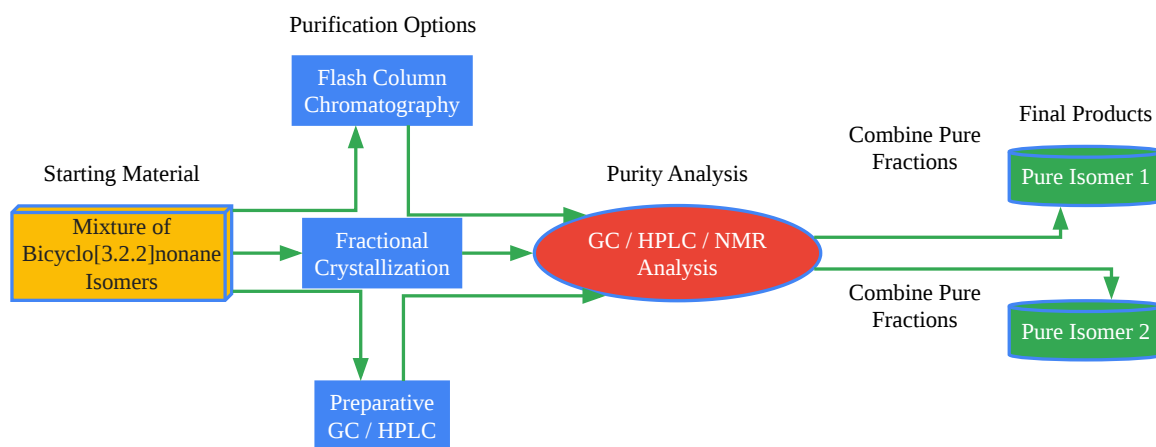 Purification Options
Flash Column
Chromatography
Starting Material
Mixture of
Bicyclo[3.2.2]nonane
Isomers
Fractional
Crystallization
Preparative
GC / HPLC
Purity Analysis
GC / HPLC / NMR
Analysis
Combine Pure
Fractions
Combine Pure
Fractions
Final Products
Pure Isomer 1
Pure Isomer 2